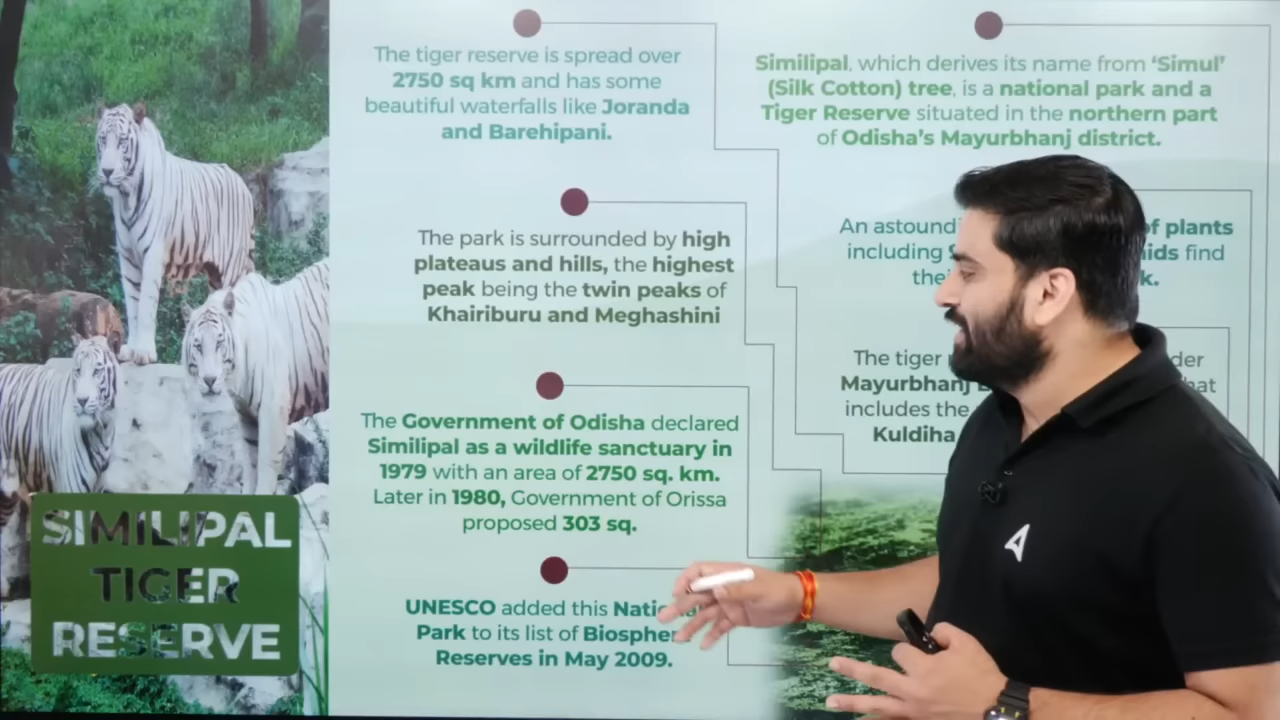 The tiger reserve is spread over
2750 sq km and has some
beautiful waterfalls like Joranda
and Barehipani.
The park is surrounded by high
plateaus and hills, the highest
peak being the twin peaks of
Khairiburu and Meghashini
The Government of Odisha declared
Similipal as a wildlife sanctuary in
1979 with an area of 2750 sq. km.
Later in 1980, Government of Orissa
proposed 303 sq.
UNESCO added this
Park to its list of
Reserves in May 2009.
Similipal, which derives its name from ‘Simul’
(Silk Cotton) tree, is a national park and a
Tiger Reserve situated in the northern part
of Odisha’s Mayurbhanj district.
An of plants
including find
The tiger
Mayurbhanj
includes the
Kuldiha
SIMILIPAL
TIGER
RESERVE